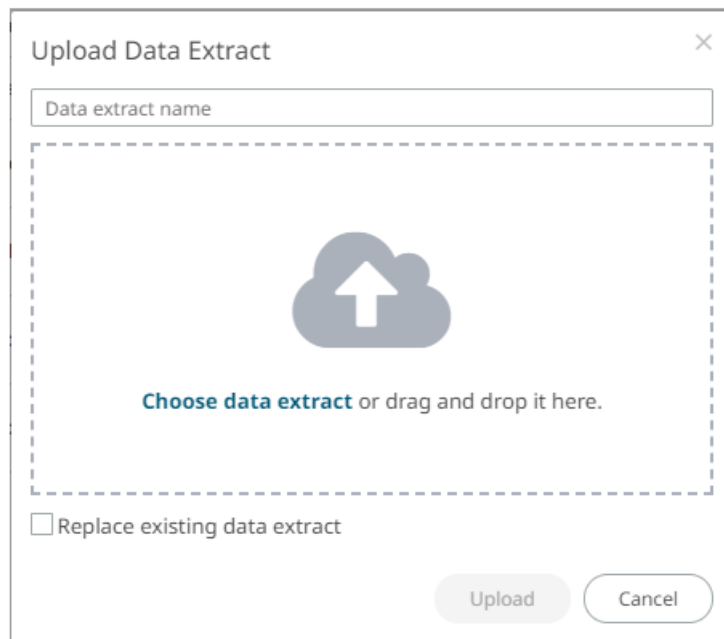 Upload Data Extract
Data extract name
Choose data extract or drag and drop it here.
Replace existing data extract
Upload
Cancel